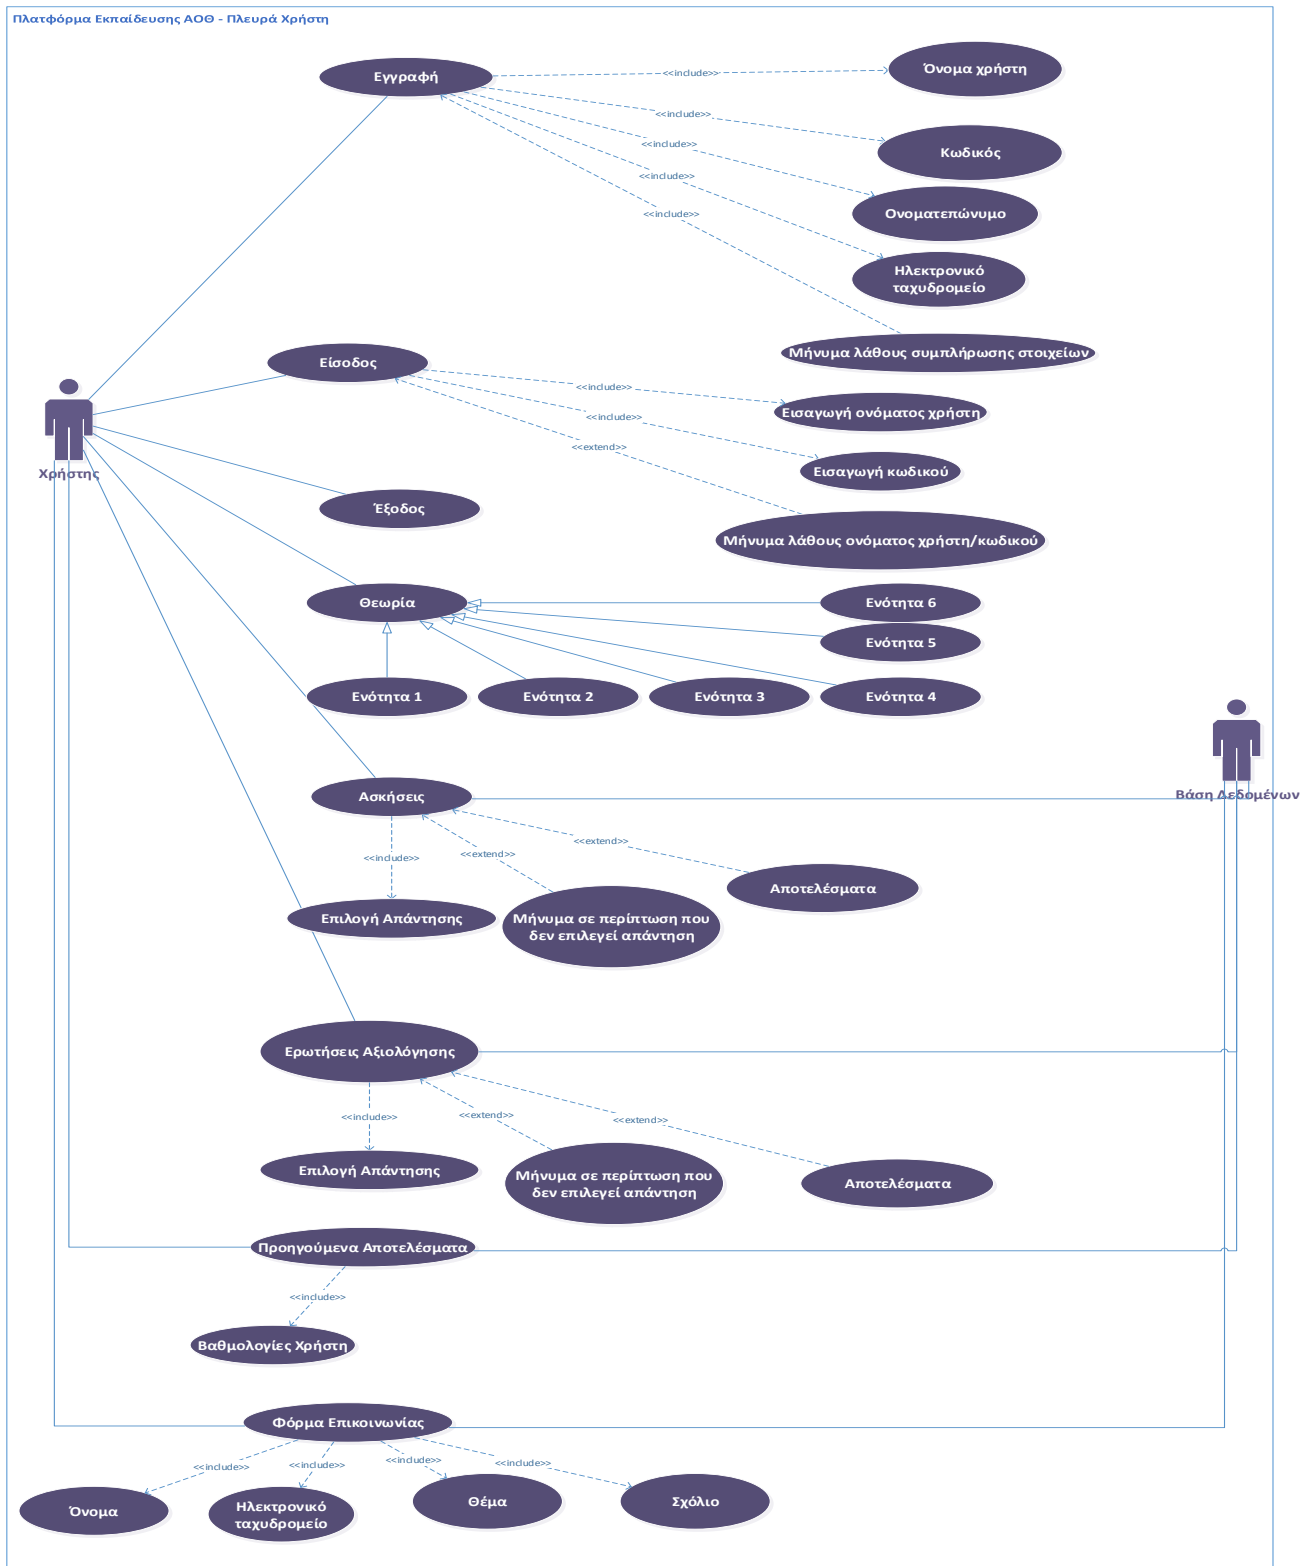 Πλατφόρμα Εκπαίδευσης ΑΟΘ - Πλευρά Χρήστη
Εγγραφή
<<include>>
Όνομα χρήστη
<<include>>
Κωδικός
<<include>>
Ονοματεπώνυμο
<<include>>
Ηλεκτρονικό
ταχυδρομείο
<<include>>
Μήνυμα λάθους συμπλήρωσης στοιχείων
Είσοδος
<<include>>
Εισαγωγή ονόματος χρήστη
<<include>>
Εισαγωγή κωδικού
<<extend>>
Μήνυμα λάθους ονόματος χρήστη/κωδικού
Χρήστης
Έξοδος
Θεωρία
Ενότητα 6
Ενότητα 5
Ενότητα 1
Ενότητα 2
Ενότητα 3
Ενότητα 4
Βάση Δεδομένων
Ασκήσεις
<<include>>
<<extend>>
<<extend>>
Αποτελέσματα
Επιλογή Απάντησης
Μήνυμα σε περίπτωση που
δεν επιλεγεί απάντηση
Ερωτήσεις Αξιολόγησης
<<include>>
<<extend>>
<<extend>>
Επιλογή Απάντησης
Μήνυμα σε περίπτωση που
δεν επιλεγεί απάντηση
Αποτελέσματα
Προηγούμενα Αποτελέσματα
<<include>>
Βαθμολογίες Χρήστη
Φόρμα Επικοινωνίας
<<include>>
<<include>>
<<include>>
<<include>>
Όνομα
Ηλεκτρονικό
ταχυδρομείο
Θέμα
Σχόλιο